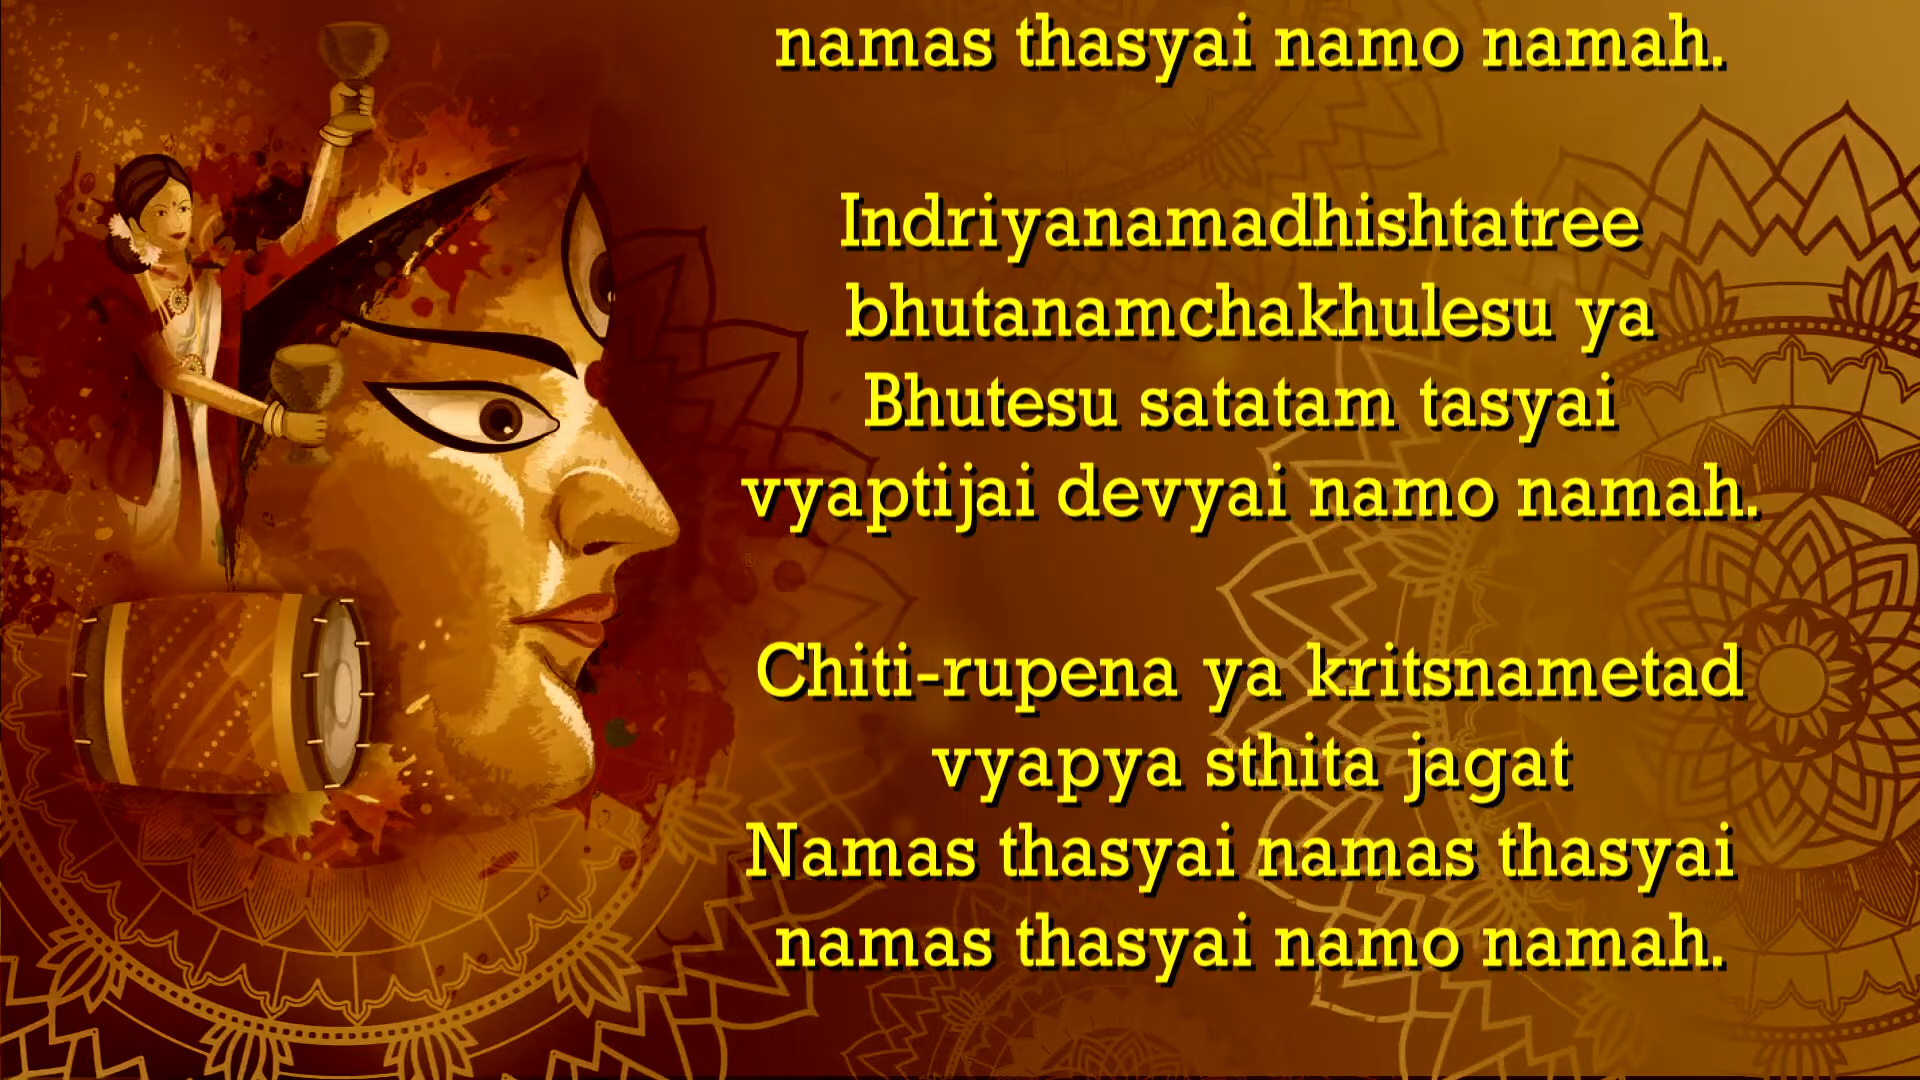 namas thasyai namo namah.
Indriyanamadhishtatree
bhutanamchakhulesu ya
Bhutesu satatam tasyai
vyaptijai devyai namo namah.
Chiti-rupena ya kritsnametad
vyapya sthita jagat
Namas thasyai namas thasyai
namas thasyai namo namah.